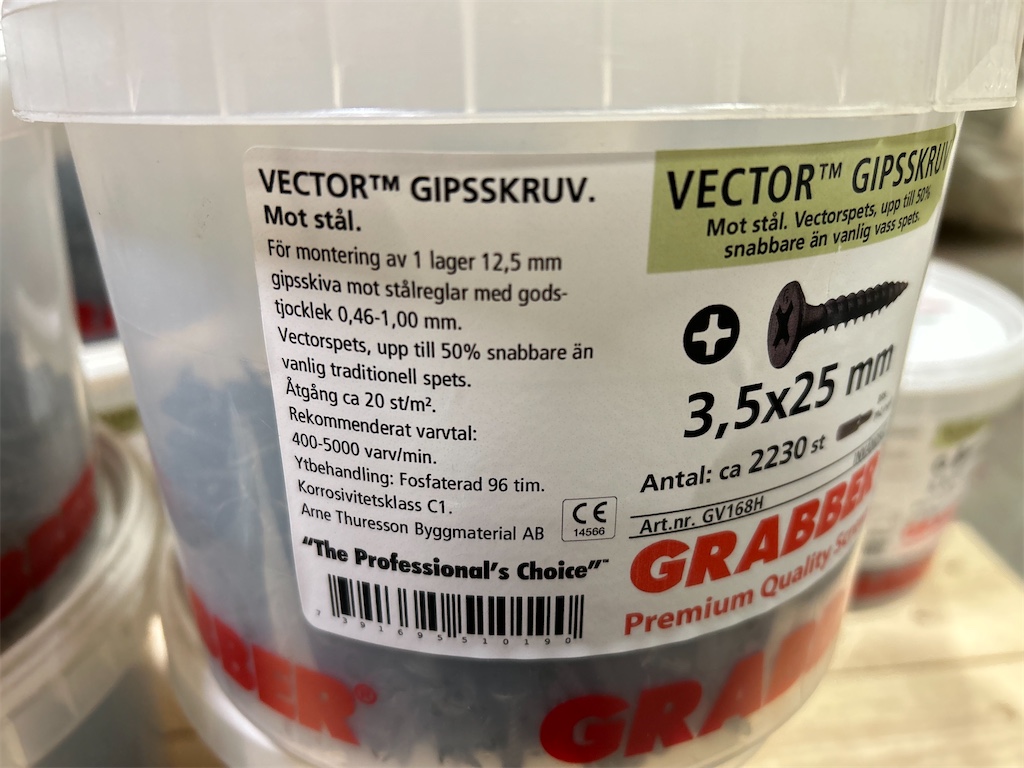 VECTOR™ GIPSSKRUV.
Mot stål.
För montering av 1 lager 12,5 mm
gipsskiva mot stålreglar med gods-
tjocklek 0,46-1,00 mm.
Vectorspets, upp till 50% snabbare än
vanlig traditionell spets.
Åtgång ca 20 st/m².
Rekommenderat varvtal:
400-5000 varv/min.
Ytbehandling: Fosfaterad 96 tim.
Korrosivitetsklass C1.
Arne Thuresson Byggmaterial AB
CE
14566
"The Professional's Choice"™
7391695510190
VECTOR™ GIPSSKRUV
Mot stål. Vectorspets, upp till 50%
snabbare än vanlig vass spets.
3,5x25 mm
Antal: ca 2230 st
Art.nr. GV168H
GRABBER
Premium Quality
GRABBER®
GRABBER